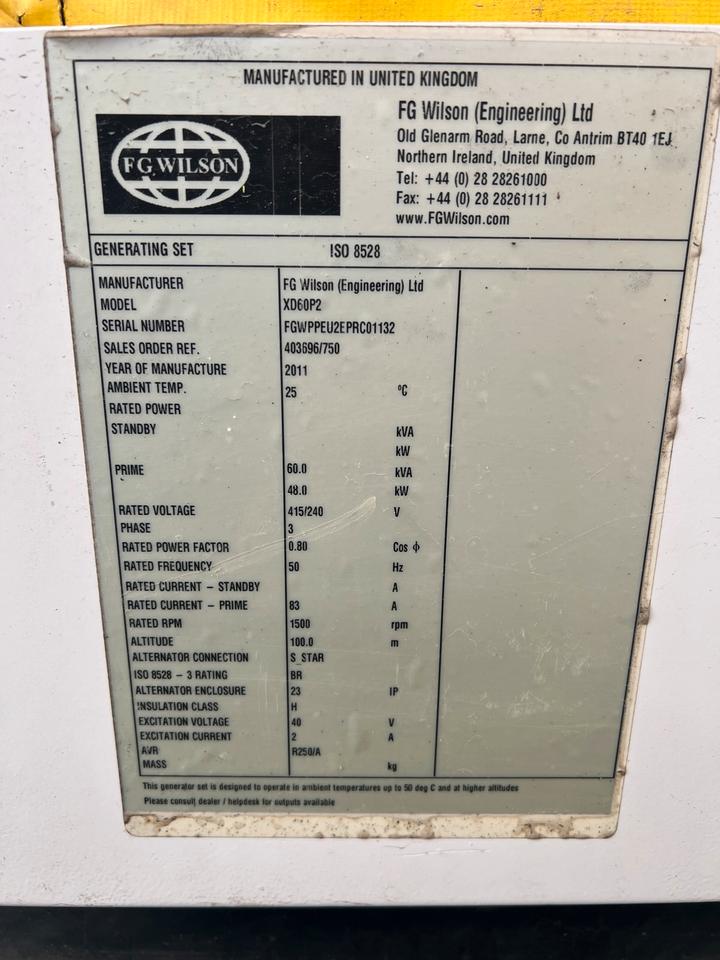 MANUFACTURED IN UNITED KINGDOM
FG WILSON
FG Wilson (Engineering) Ltd
Old Glenarm Road, Larne, Co Antrim BT40 1EJ
Northern Ireland, United Kingdom
Tel: +44 (0) 28 28261000
Fax: +44 (0) 28 28261111
www.FGWilson.com
GENERATING SET ISO 8528
MANUFACTURER FG Wilson (Engineering) Ltd
MODEL XD60P2
SERIAL NUMBER FGWPPEU2EPRC01132
SALES ORDER REF. 403696/750
YEAR OF MANUFACTURE 2011
AMBIENT TEMP. 25 ºC
RATED POWER
STANDBY kVA
kW
PRIME 60.0 kVA
48.0 kW
RATED VOLTAGE 415/240 V
PHASE 3
RATED POWER FACTOR 0.80 Cos ϕ
RATED FREQUENCY 50 Hz
RATED CURRENT – STANDBY A
RATED CURRENT – PRIME 83 A
RATED RPM 1500 rpm
ALTITUDE 100.0 m
ALTERNATOR CONNECTION S_STAR
ISO 8528 – 3 RATING BR
ALTERNATOR ENCLOSURE 23 IP
INSULATION CLASS H
EXCITATION VOLTAGE 40 V
EXCITATION CURRENT 2 A
AVR R250/A
MASS kg
This generator set is designed to operate in ambient temperatures up to 50 deg C and at higher altitudes
Please consult dealer / helpdesk for outputs available